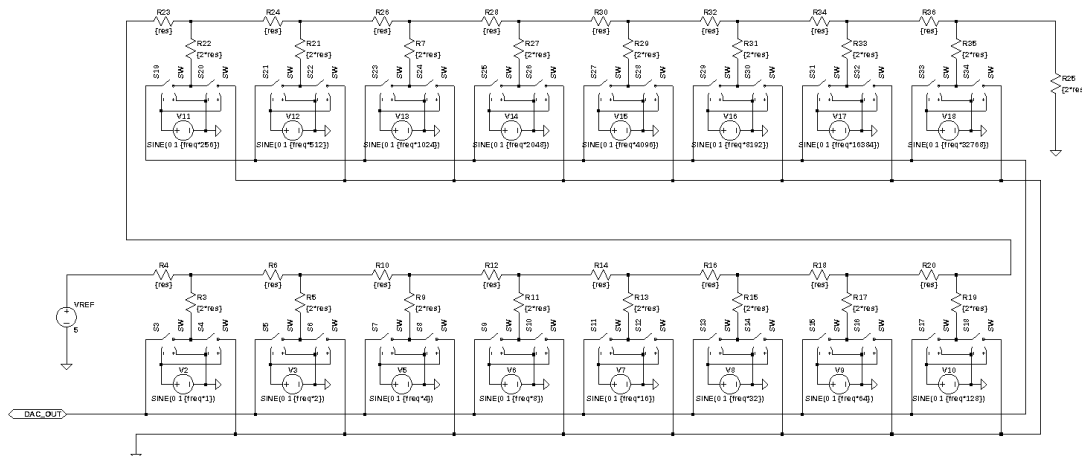 R23 R24 R26 R28 R30 R32 R34 R36
{res} {res} {res} {res} {res} {res} {res} {res}
R22 R21 R7 R27 R29 R31 R33 R35
{2*res} {2*res} {2*res} {2*res} {2*res} {2*res} {2*res} {2*res}
R25
{2*res
S19 SW S20 SW S21 SW S22 SW S23 SW S24 SW S25 SW S26 SW S27 SW S28 SW S29 SW S30 SW S31 SW S32 SW S33 SW S34 SW
V11 V12 V13 V14 V15 V16 V17 V18
SINE(0 1 {freq*256}) SINE(0 1 {freq*512}) SINE(0 1 {freq*1024}) SINE(0 1 {freq*2048}) SINE(0 1 {freq*4096}) SINE(0 1 {freq*8192}) SINE(0 1 {freq*16384}) SINE(0 1 {freq*32768})
R4 R6 R10 R12 R14 R16 R18 R20
{res} {res} {res} {res} {res} {res} {res} {res}
R3 R5 R9 R11 R13 R15 R17 R19
{2*res} {2*res} {2*res} {2*res} {2*res} {2*res} {2*res} {2*res}
VREF
5
S3 SW S4 SW S5 SW S6 SW S7 SW S8 SW S9 SW S10 SW S11 SW S12 SW S13 SW S14 SW S15 SW S16 SW S17 SW S18 SW
V2 V3 V5 V6 V7 V8 V9 V10
SINE(0 1 {freq*1}) SINE(0 1 {freq*2}) SINE(0 1 {freq*4}) SINE(0 1 {freq*8}) SINE(0 1 {freq*16}) SINE(0 1 {freq*32}) SINE(0 1 {freq*64}) SINE(0 1 {freq*128})
DAC_OUT